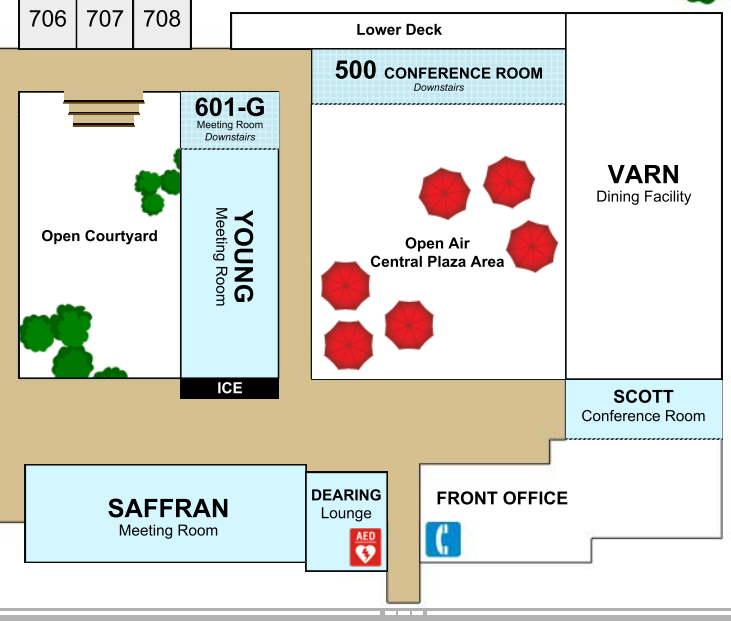 706 707 708
Lower Deck
500 CONFERENCE ROOM
Downstairs
601-G
Meeting Room
Downstairs
VARN
Dining Facility
YOUNG
Meeting Room
Open Courtyard
Open Air
Central Plaza Area
ICE
SCOTT
Conference Room
SAFFRAN
Meeting Room
DEARING
Lounge
AED
FRONT OFFICE